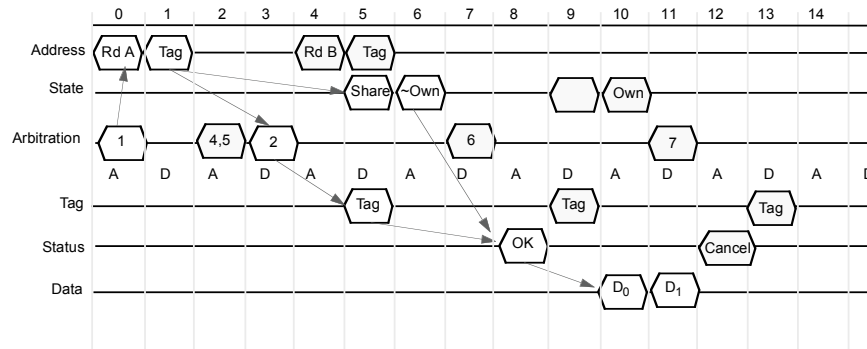 0 1 2 3 4 5 6 7 8 9 10 11 12 13 14
Address Rd A Tag Rd B Tag
State Share ~Own Own
Arbitration 1 4,5 2 6 7
A D A D A D A D A D A D A D A D
Tag Tag Tag Tag
Status OK Cancel
Data D0 D1